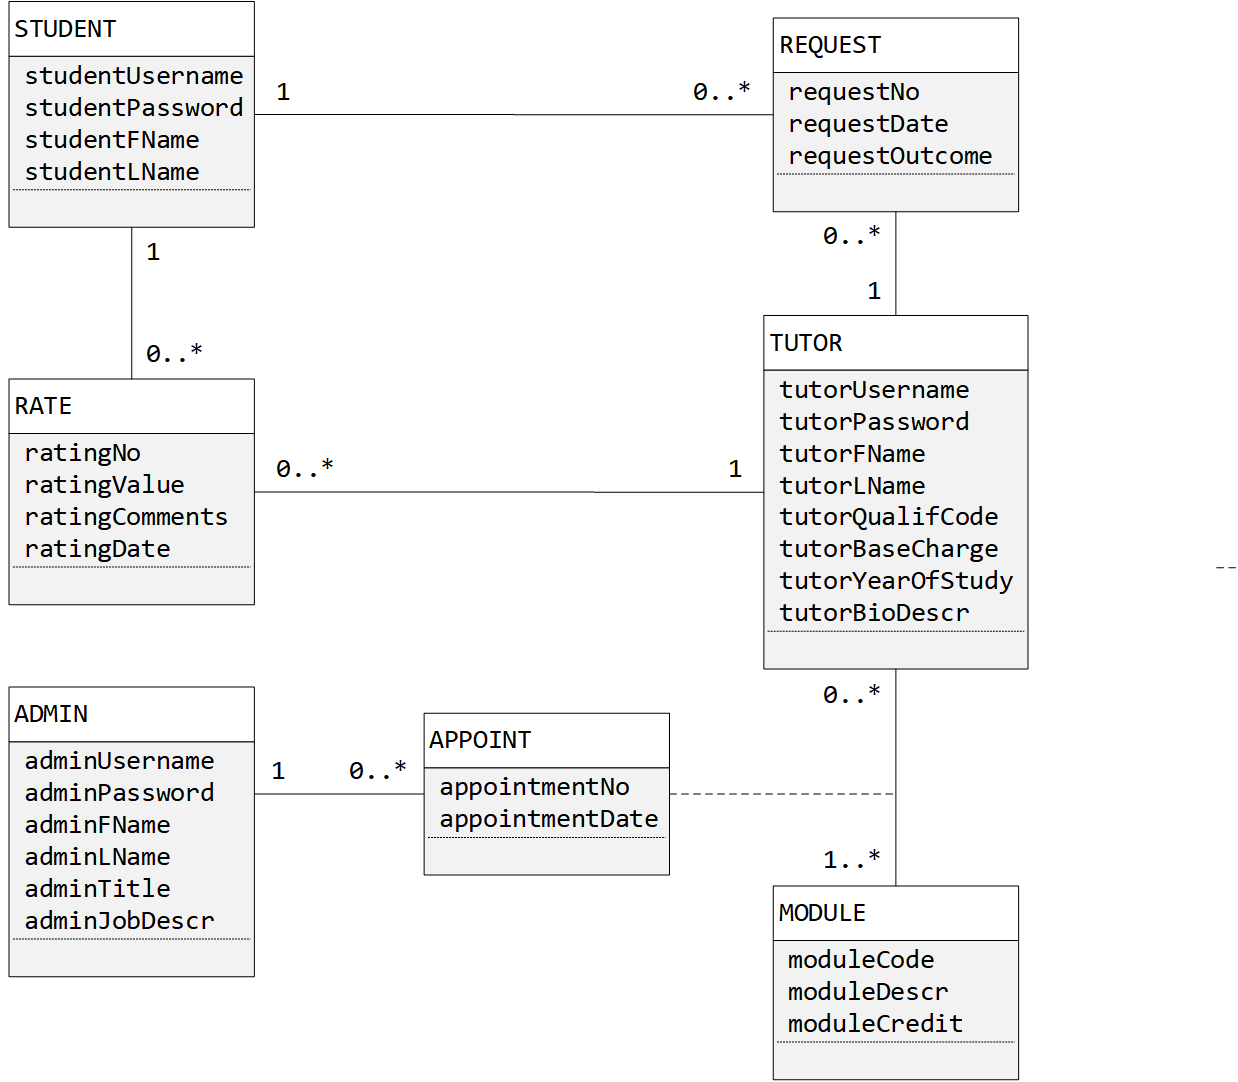 STUDENT
studentUsername
studentPassword
studentFName
studentLName
1
0..*
REQUEST
requestNo
requestDate
requestOutcome
1
0..*
0..*
1
RATE
ratingNo
ratingValue
ratingComments
ratingDate
0..*
1
TUTOR
tutorUsername
tutorPassword
tutorFName
tutorLName
tutorQualifCode
tutorBaseCharge
tutorYearOfStudy
tutorBioDescr
ADMIN
adminUsername
adminPassword
adminFName
adminLName
adminTitle
adminJobDescr
1
0..*
APPOINT
appointmentNo
appointmentDate
0..*
1..*
MODULE
moduleCode
moduleDescr
moduleCredit